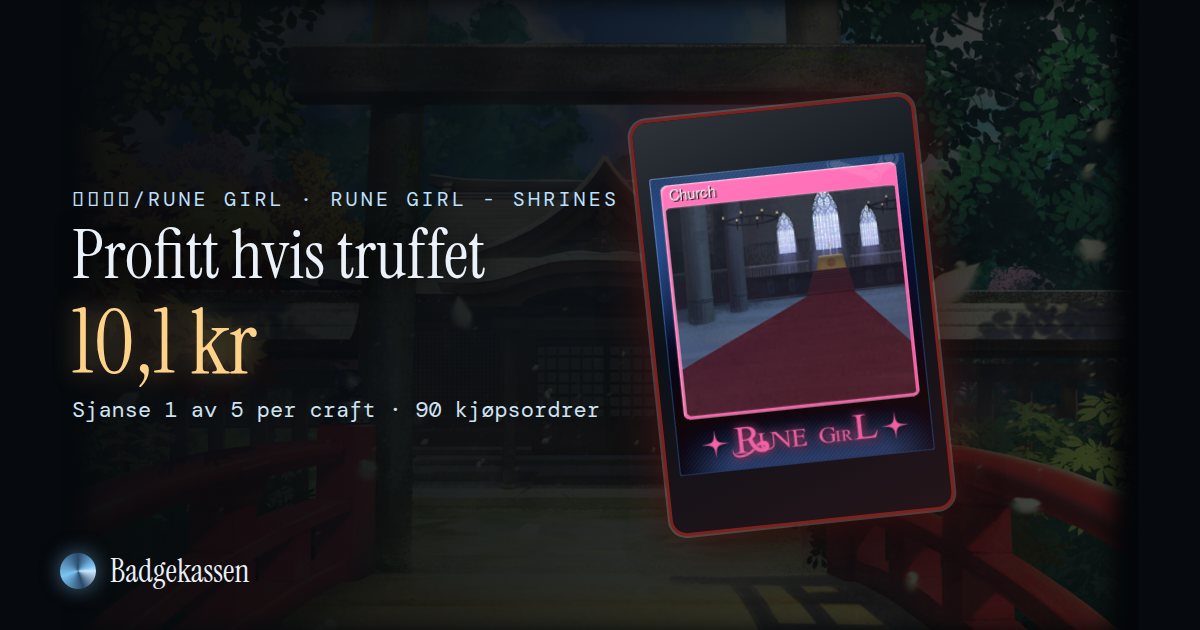 /RUNE GIRL · RUNE GIRL - SHRINES
Profitt hvis truffet
10,1 kr
Sjanse 1 av 5 per craft · 90 kjøpsordrer
Church
RUNE GIRL
Badgekassen